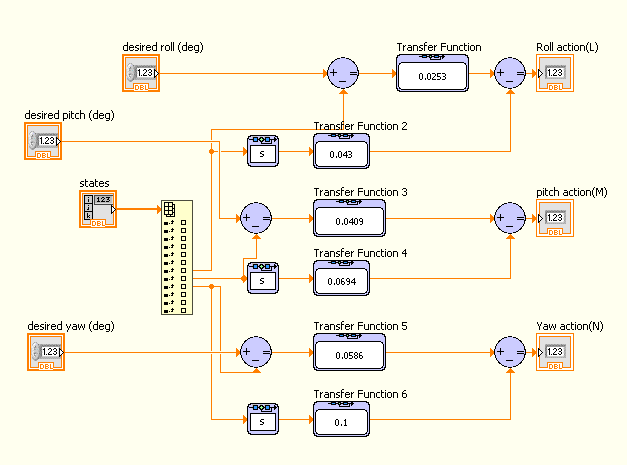 desired roll (deg)
Transfer Function
Roll action(L)
1.23
DBL
+
_
=
0.0253
+
_
=
1.23
DBL
desired pitch (deg)
1.23
DBL
Transfer Function 2
s
0.043
states
i
j
k
123
DBL
Transfer Function 3
pitch action(M)
+
_
=
0.0409
+
_
=
1.23
DBL
Transfer Function 4
s
0.0694
desired yaw (deg)
Transfer Function 5
Yaw action(N)
1.23
DBL
+
_
=
0.0586
+
_
=
1.23
DBL
Transfer Function 6
s
0.1